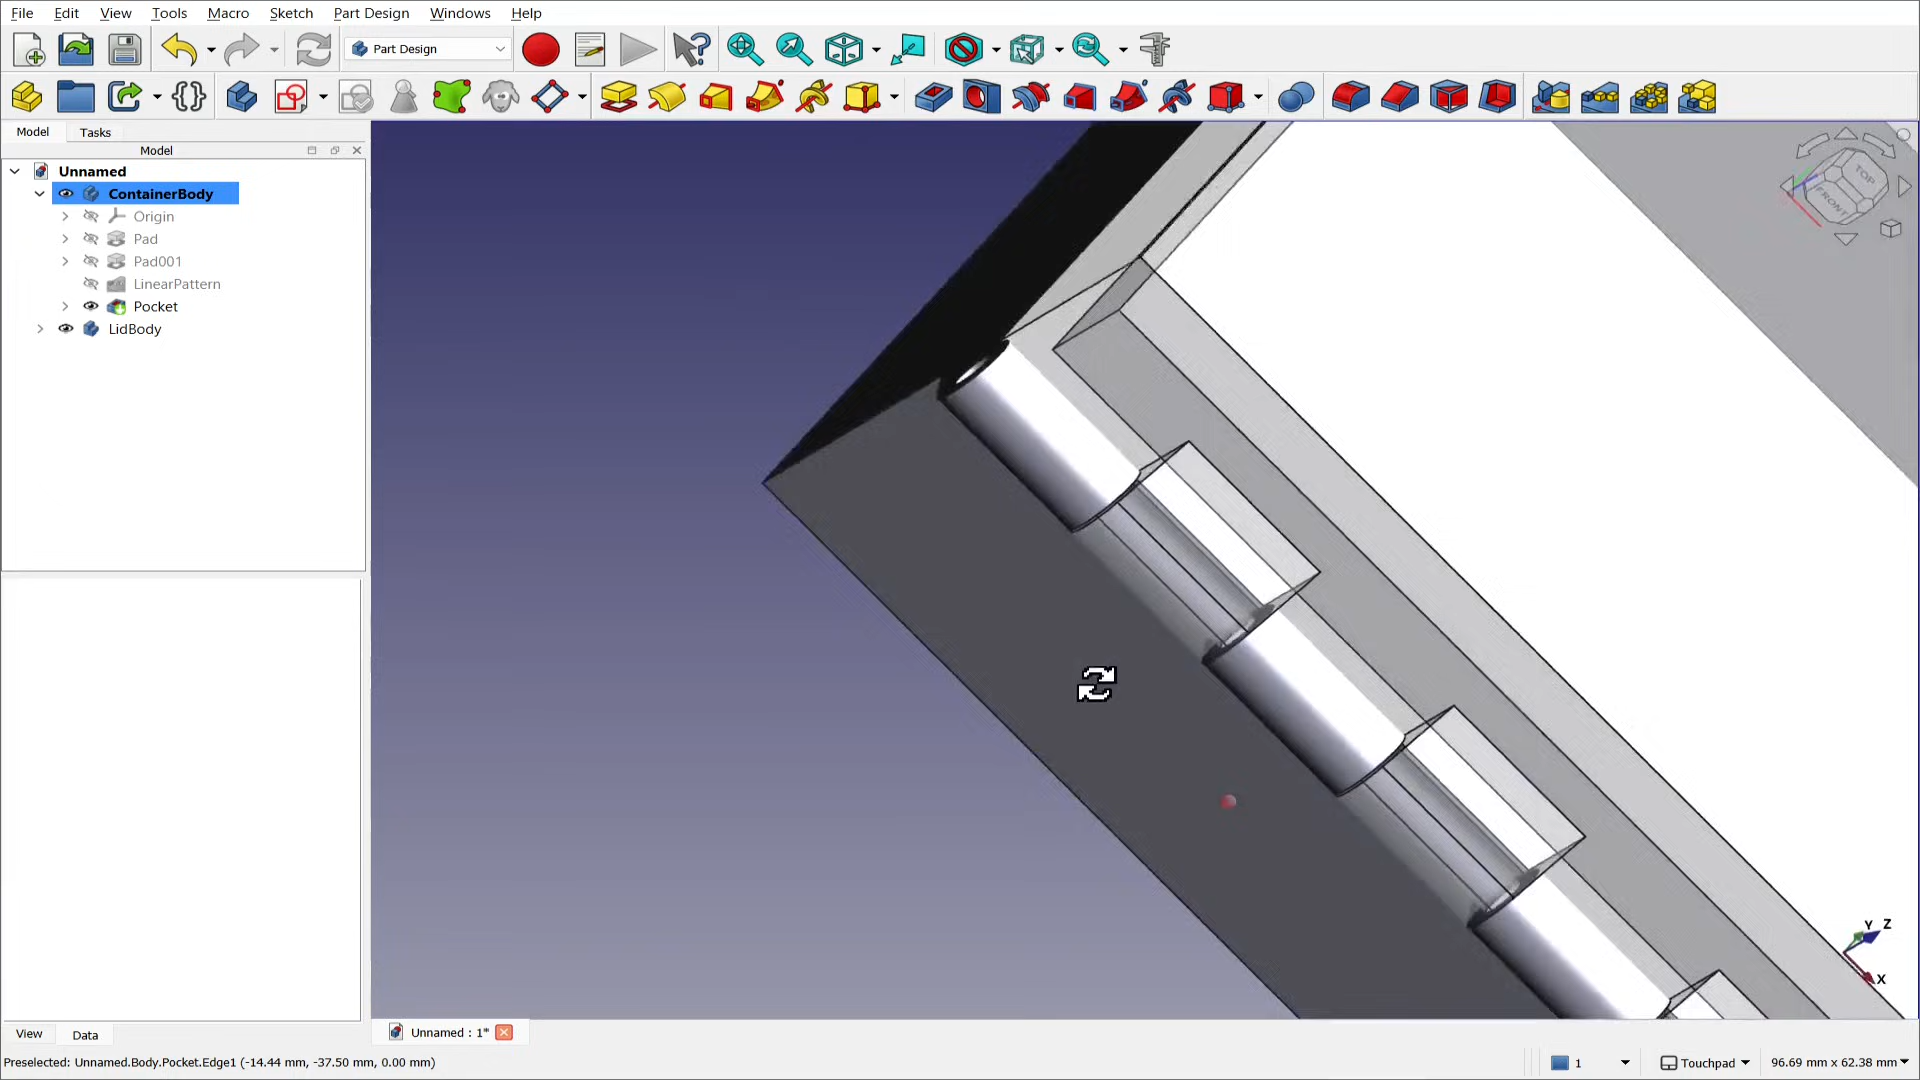 File Edit View Tools Macro Sketch Part Design Windows Help
Part Design
Model Tasks
Model
Unnamed
ContainerBody
Origin
Pad
Pad001
LinearPattern
Pocket
LidBody
TOP
FRONT
Y Z
X
View Data
Unnamed : 1*
Preselected: Unnamed.Body.Pocket.Edge1 (-14.44 mm, -37.50 mm, 0.00 mm)
1 Touchpad 96.69 mm x 62.38 mm